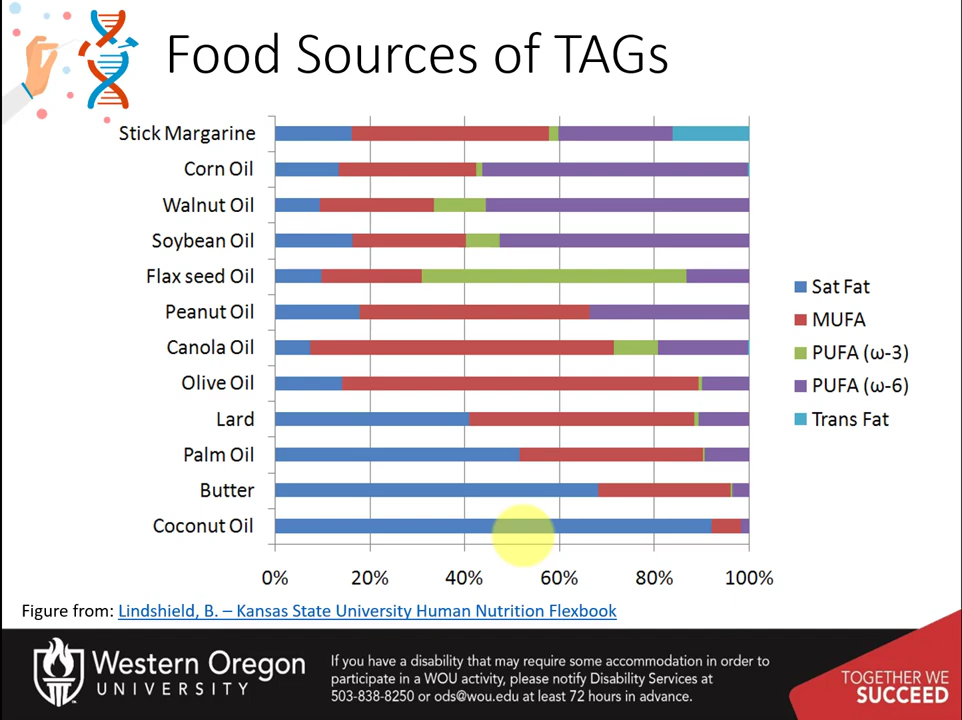 Food Sources of TAGs
Stick Margarine
Corn Oil
Walnut Oil
Soybean Oil
Flax seed Oil
Peanut Oil
Canola Oil
Olive Oil
Lard
Palm Oil
Butter
Coconut Oil
0% 20% 40% 60% 80% 100%
Sat Fat
MUFA
PUFA (ω-3)
PUFA (ω-6)
Trans Fat
Figure from: Lindshield, B. – Kansas State University Human Nutrition Flexbook
Western Oregon
UNIVERSITY
If you have a disability that may require some accommodation in order to
participate in a WOU activity, please notify Disability Services at
503-838-8250 or ods@wou.edu at least 72 hours in advance.
TOGETHER WE
SUCCEED